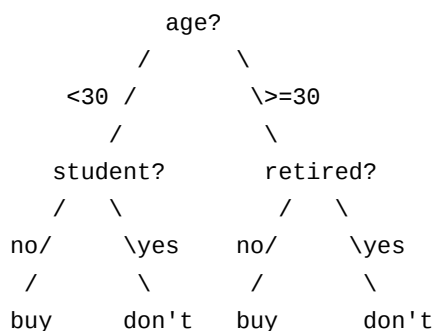 age?
/ \
<30 / \>=30
/ \
student? retired?
/ \ / \
no/ \yes no/ \yes
/ \ / \
buy don't buy don't